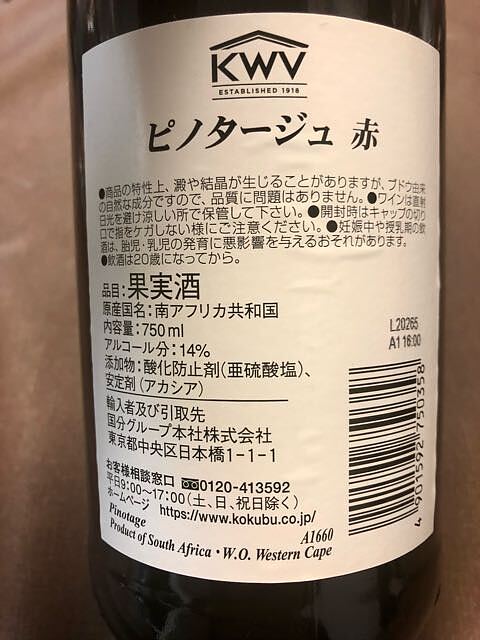 KWV
ESTABLISHED 1918
ピノタージュ 赤
●商品の特性上、澱や結晶が生じることがありますが、ブドウ由来
の自然な成分ですので、品質に問題はありません。●ワインは直射
日光を避け涼しい所で保管して下さい。●開封時はキャップの切り
口で指をケガしない様にご注意ください。●妊娠中や授乳期の飲
酒は、胎児・乳児の発育に悪影響を与えるおそれがあります。
●飲酒は20歳になってから。
品目:果実酒
原産国名:南アフリカ共和国
内容量:750ml
アルコール分:14%
添加物:酸化防止剤(亜硫酸塩)、
安定剤(アカシア)
L20265
A1 16:00
輸入者及び引取先
国分グループ本社株式会社
東京都中央区日本橋1-1-1
お客様相談窓口 0120-413592
平日9:00〜17:00(土、日、祝日除く)
ホームページ https://www.kokubu.co.jp/
Pinotage
A1660
Product of South Africa・W.O. Western Cape
4 901592 750358